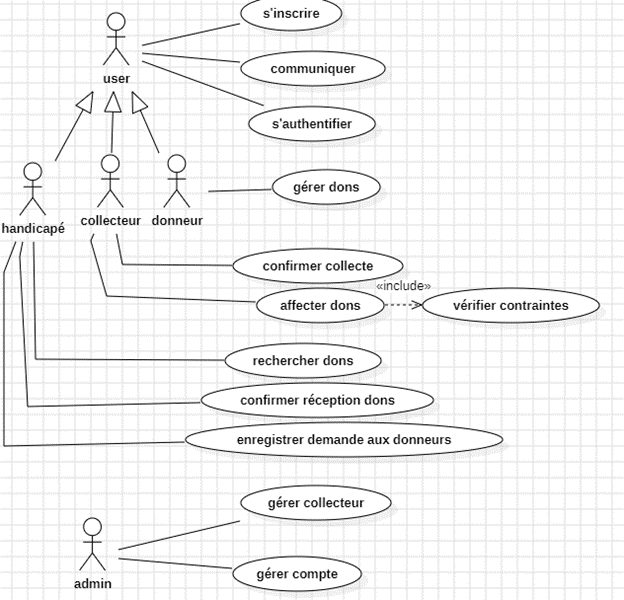 s'inscrire
communiquer
user
s'authentifier
gérer dons
handicapé
collecteur
donneur
confirmer collecte
«include»
affecter dons
vérifier contraintes
rechercher dons
confirmer réception dons
enregistrer demande aux donneurs
gérer collecteur
admin
gérer compte